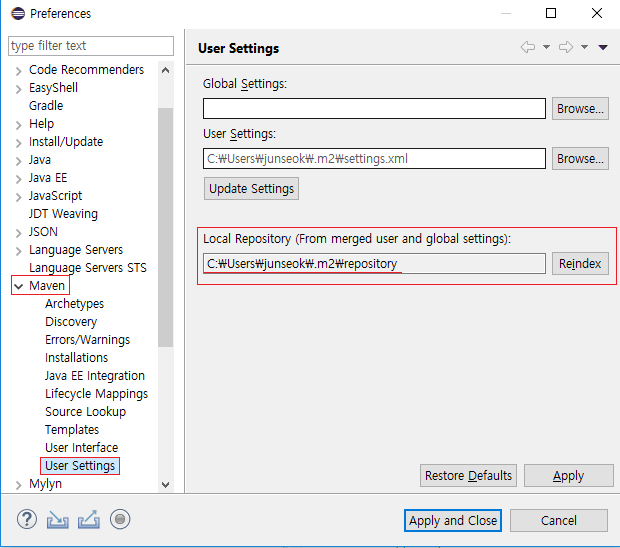 Preferences
type filter text
Code Recommenders
EasyShell
Gradle
Help
Install/Update
Java
Java EE
JavaScript
JDT Weaving
JSON
Language Servers
Language Servers STS
Maven
Archetypes
Discovery
Errors/Warnings
Installations
Java EE Integration
Lifecycle Mappings
Source Lookup
Templates
User Interface
User Settings
Mylyn
User Settings
Global Settings:
Browse...
User Settings:
C:₩Users₩junseok₩.m2₩settings.xml
Browse...
Update Settings
Local Repository (From merged user and global settings):
C:₩Users₩junseok₩.m2₩repository
Reindex
Restore Defaults
Apply
Apply and Close
Cancel